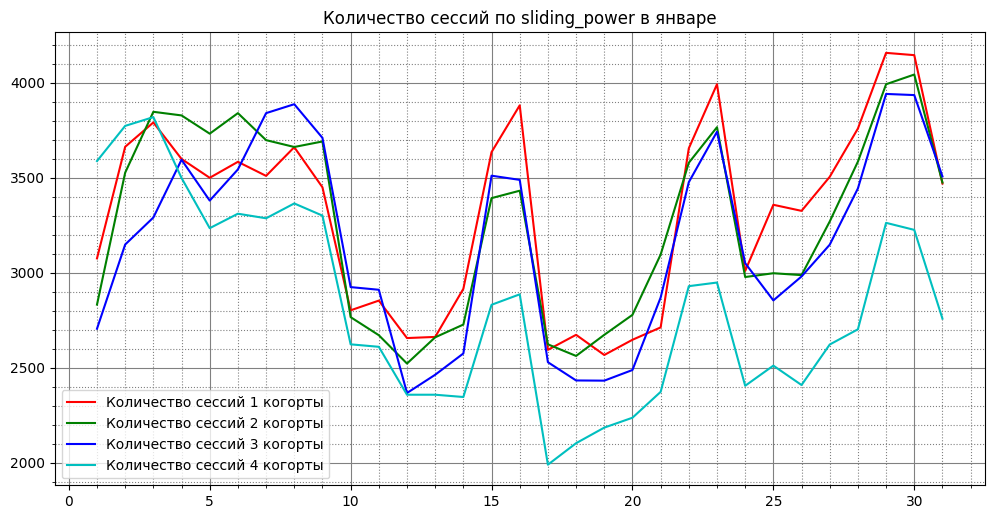 Количество сессий по sliding_power в январе
4000
3500
3000
2500
2000
Количество сессий 1 когорты
Количество сессий 2 когорты
Количество сессий 3 когорты
Количество сессий 4 когорты
0 5 10 15 20 25 30